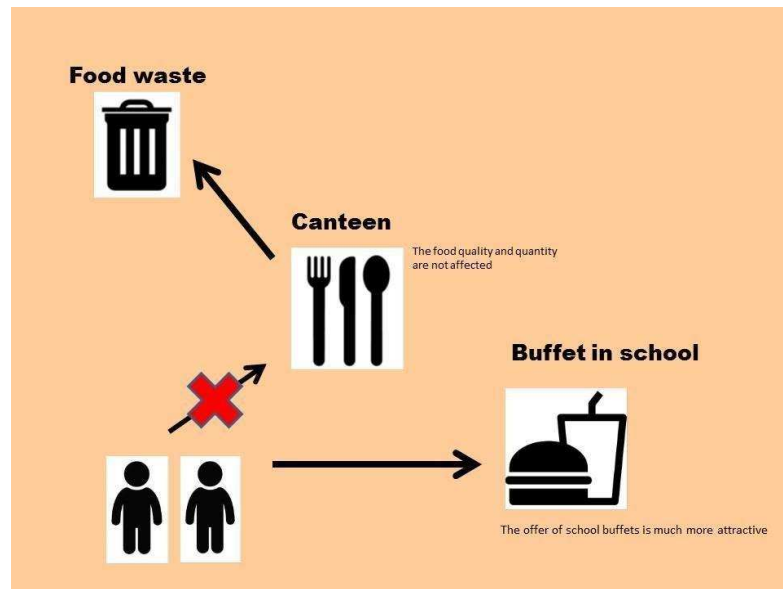 Food waste
Canteen
The food quality and quantity
are not affected
Buffet in school
The offer of school buffets is much more attractive